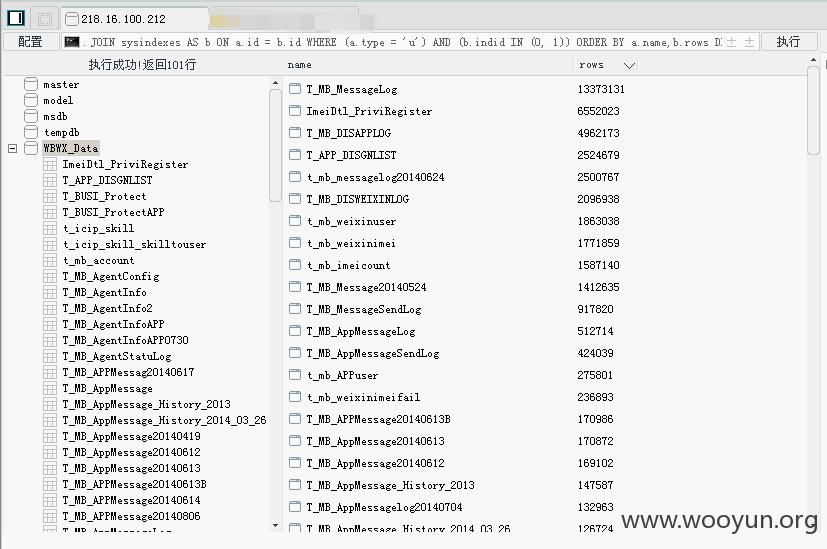 218.16.100.212
配置
.JOIN sysindexes AS b ON a.id = b.id WHERE (a.type = 'u') AND (b.indid IN (0, 1)) ORDER BY a.name,b.rows D
执行
执行成功!返回101行
master
model
msdb
tempdb
WBWX_Data
ImeiDtl_PriviRegister
T_APP_DISGNLIST
T_BUSI_Protect
T_BUSI_ProtectAPP
t_icip_skill
t_icip_skill_skilltouser
t_mb_account
T_MB_AgentConfig
T_MB_AgentInfo
T_MB_AgentInfo2
T_MB_AgentInfoAPP
T_MB_AgentInfoAPP0730
T_MB_AgentStatuLog
T_MB_APPMessag20140617
T_MB_AppMessage
T_MB_AppMessage_History_2013
T_MB_AppMessage_History_2014_03_26
T_MB_AppMessage20140419
T_MB_AppMessage20140612
T_MB_AppMessage20140613
T_MB_APPMessage20140613B
T_MB_AppMessage20140614
T_MB_AppMessage20140806
T_MB_AppMessageLog
name rows
T_MB_MessageLog 13373131
ImeiDtl_PriviRegister 6552023
T_MB_DISAPPLOG 4962173
T_APP_DISGNLIST 2524679
t_mb_messagelog20140624 2500767
T_MB_DISWEIXINLOG 2096938
t_mb_weixinuser 1863038
t_mb_weixinimei 1771859
t_mb_imeicount 1587140
T_MB_Message20140524 1412635
T_MB_MessageSendLog 917820
T_MB_AppMessageLog 512714
T_MB_AppMessageSendLog 424039
t_mb_APPuser 275801
t_mb_weixinimeifail 236893
T_MB_APPMessage20140613B 170986
T_MB_AppMessage20140613 170872
T_MB_AppMessage20140612 169102
T_MB_AppMessage_History_2013 147587
T_MB_AppMessagelog20140704 132963
T_MB_AppMessage_History_2014_03_26 126724
www.wooyun.org